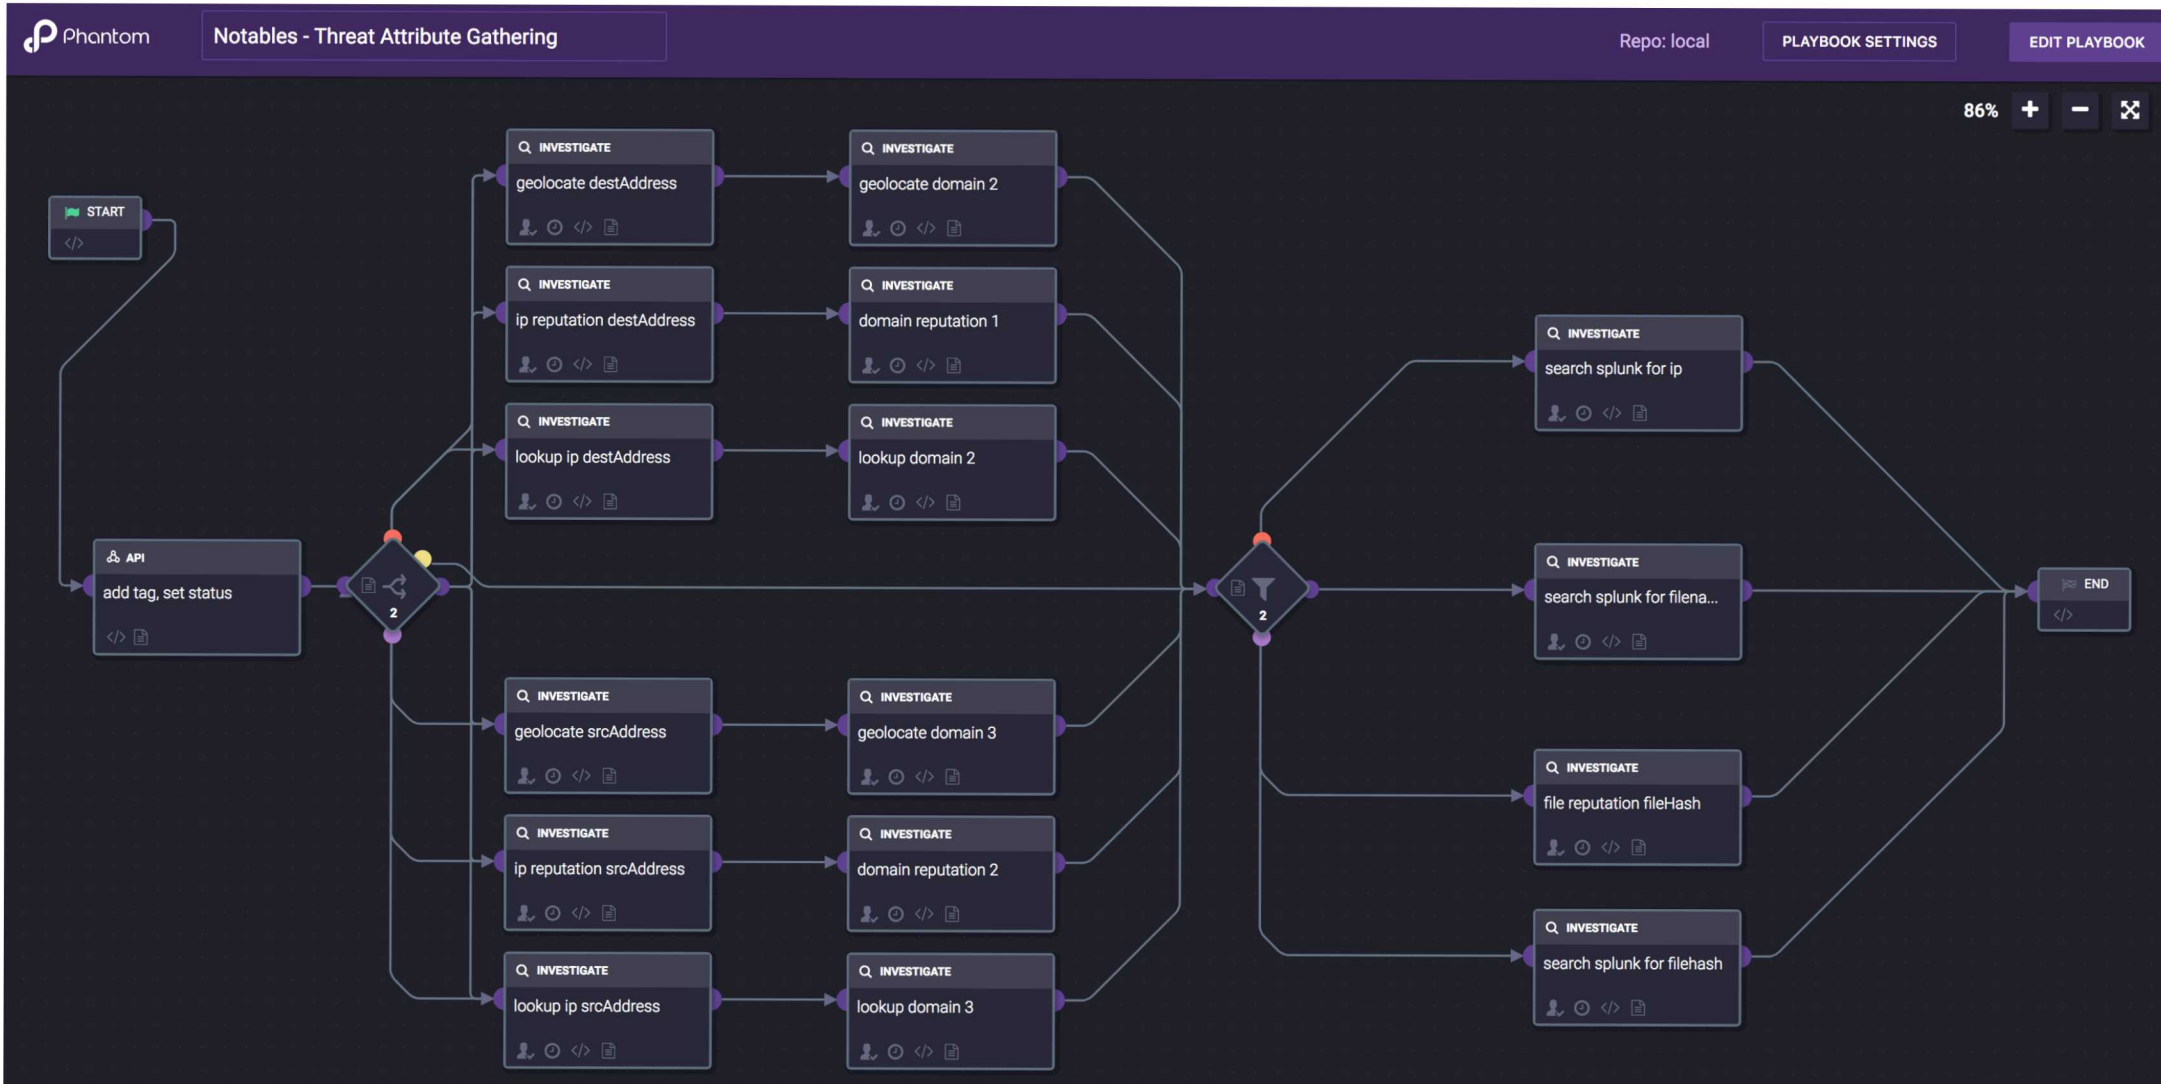 Phantom
Notables - Threat Attribute Gathering
Repo: local
PLAYBOOK SETTINGS
EDIT PLAYBOOK
86%
START
</>
API
add tag, set status
</>
2
INVESTIGATE
geolocate destAddress
</>
INVESTIGATE
geolocate domain 2
</>
INVESTIGATE
ip reputation destAddress
</>
INVESTIGATE
domain reputation 1
</>
INVESTIGATE
lookup ip destAddress
</>
INVESTIGATE
lookup domain 2
</>
INVESTIGATE
geolocate srcAddress
</>
INVESTIGATE
geolocate domain 3
</>
INVESTIGATE
ip reputation srcAddress
</>
INVESTIGATE
domain reputation 2
</>
INVESTIGATE
lookup ip srcAddress
</>
INVESTIGATE
lookup domain 3
</>
2
INVESTIGATE
search splunk for ip
</>
INVESTIGATE
search splunk for filena...
</>
INVESTIGATE
file reputation fileHash
</>
INVESTIGATE
search splunk for filehash
</>
END
</>